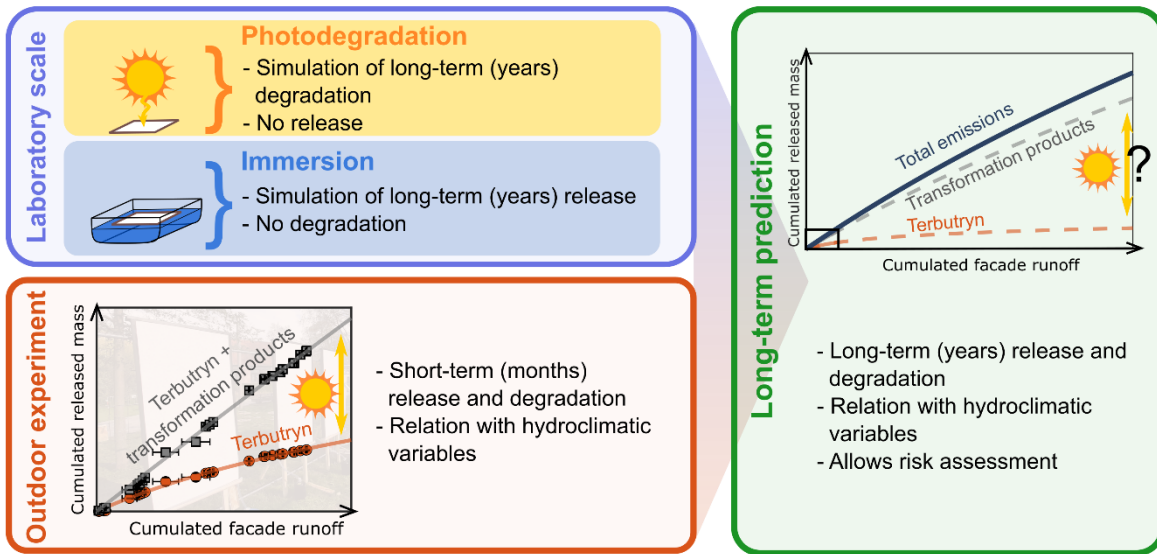 Laboratory scale
Photodegradation
- Simulation of long-term (years)
degradation
- No release
Immersion
- Simulation of long-term (years) release
- No degradation
Outdoor experiment
Cumulated released mass
Terbutryn +
transformation products
Terbutryn
Cumulated facade runoff
- Short-term (months)
release and degradation
- Relation with hydroclimatic
variables
Long-term prediction
Cumulated released mass
Total emissions
Transformation products
Terbutryn
?
Cumulated facade runoff
- Long-term (years) release and
degradation
- Relation with hydroclimatic
variables
- Allows risk assessment